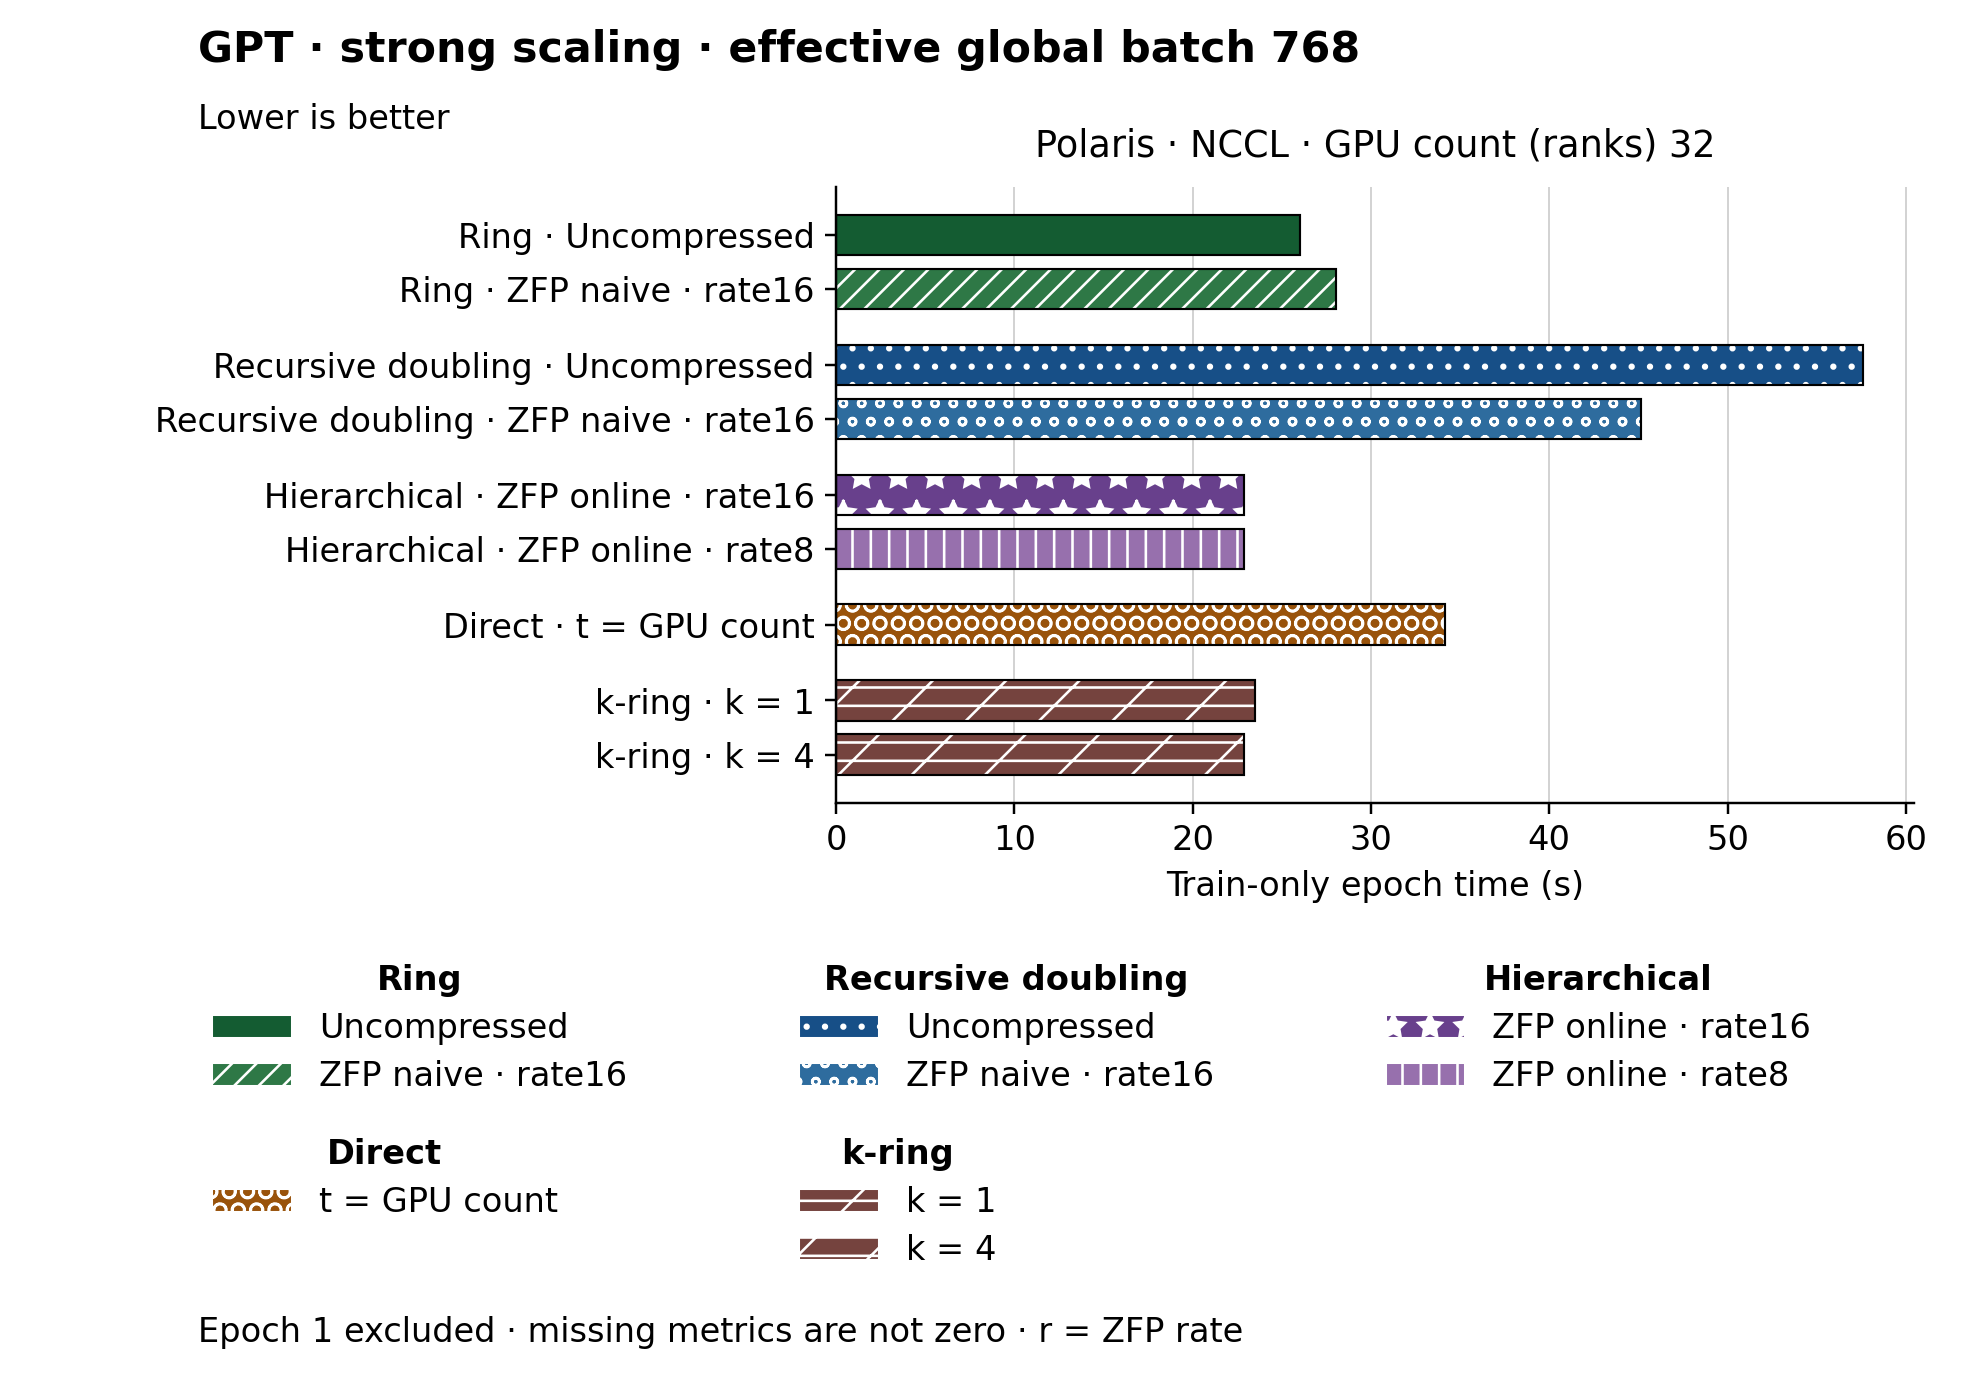 GPT · strong scaling · effective global batch 768
Lower is better
Polaris · NCCL · GPU count (ranks) 32
Ring · Uncompressed
Ring · ZFP naive · rate16
Recursive doubling · Uncompressed
Recursive doubling · ZFP naive · rate16
Hierarchical · ZFP online · rate16
Hierarchical · ZFP online · rate8
Direct · t = GPU count
k-ring · k = 1
k-ring · k = 4
0 10 20 30 40 50 60
Train-only epoch time (s)
Ring
Uncompressed
ZFP naive · rate16
Recursive doubling
Uncompressed
ZFP naive · rate16
Hierarchical
ZFP online · rate16
ZFP online · rate8
Direct
t = GPU count
k-ring
k = 1
k = 4
Epoch 1 excluded · missing metrics are not zero · r = ZFP rate